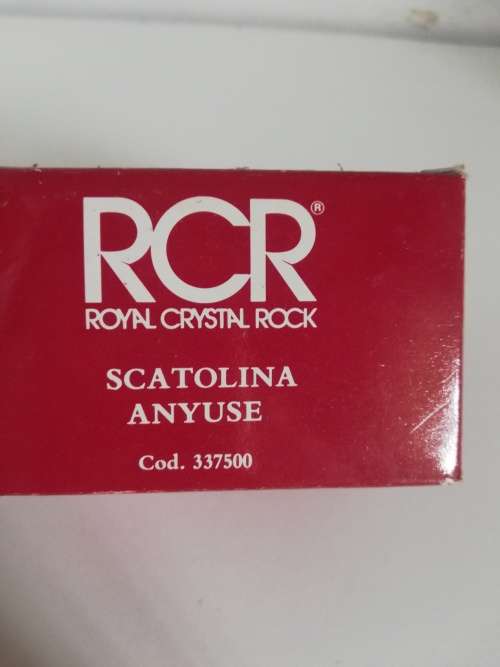 RCR®
ROYAL CRYSTAL ROCK
SCATOLINA
ANYUSE
Cod. 337500